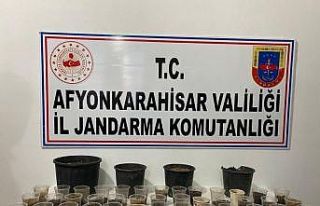 T.C.
AFYONKARAHİSAR VALİLİĞİ
İL JANDARMA KOMUTANLIĞI